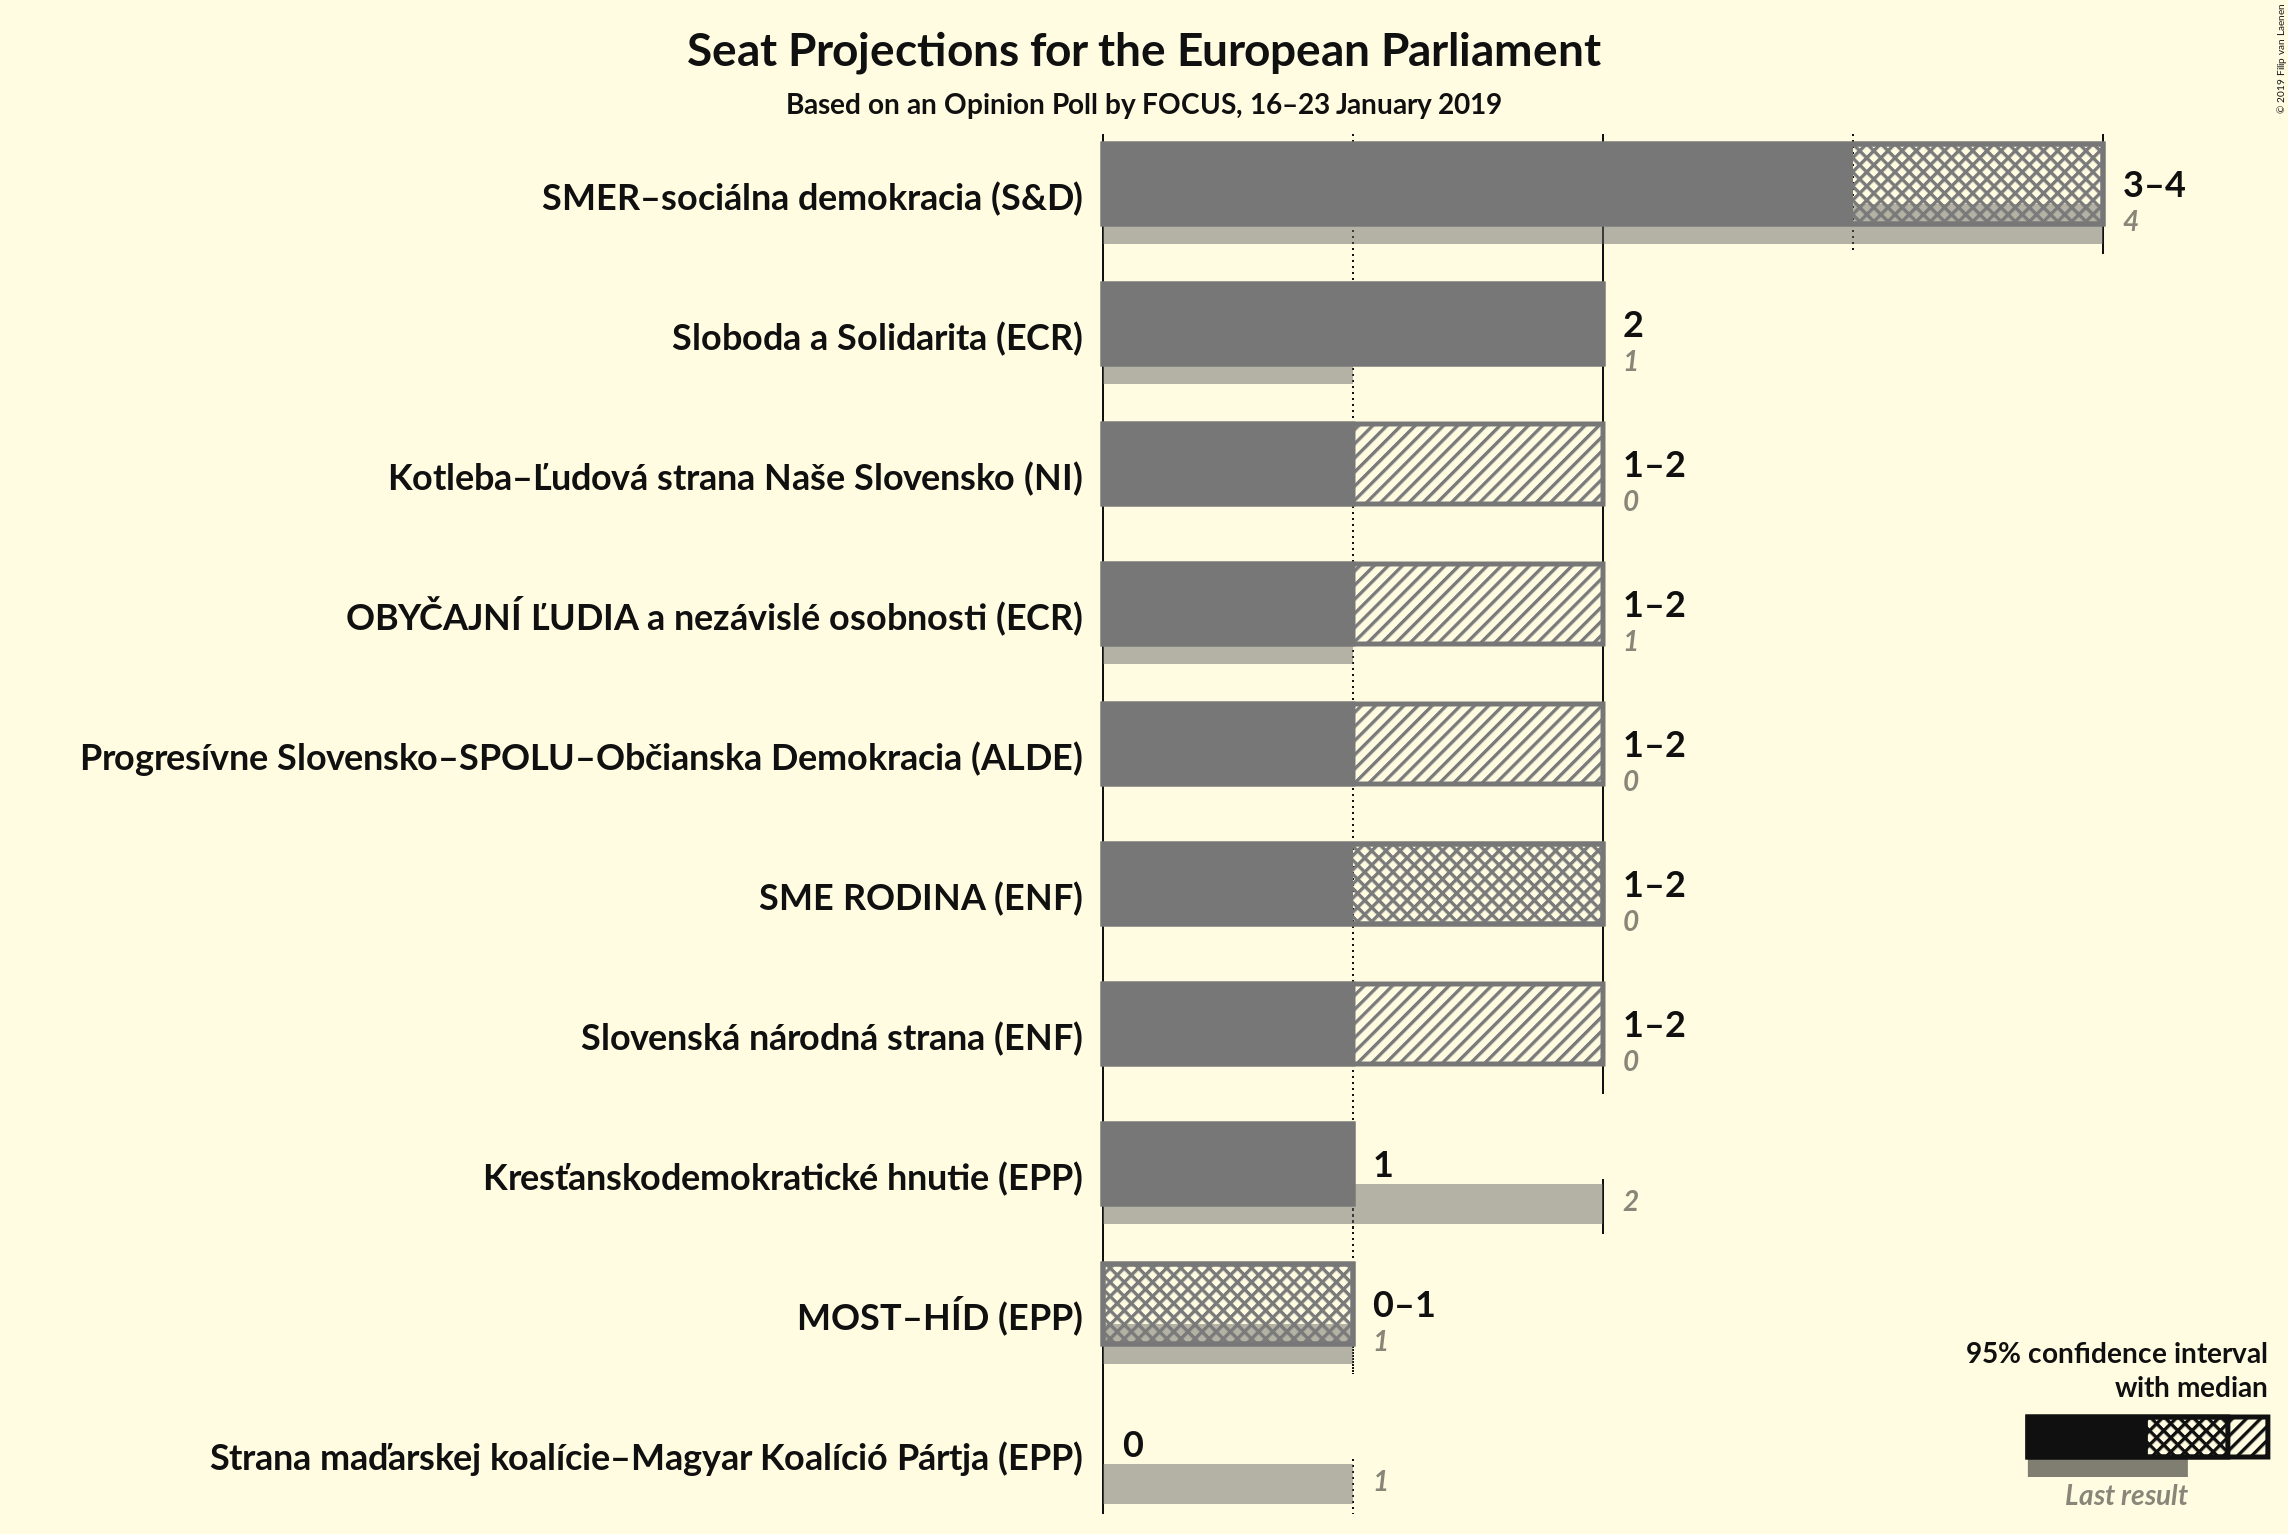 Seat Projections for the European Parliament
Based on an Opinion Poll by FOCUS, 16–23 January 2019
© 2019 Filip van Laenen
SMER–sociálna demokracia (S&D)
3–4
4
Sloboda a Solidarita (ECR)
2
1
Kotleba–Ľudová strana Naše Slovensko (NI)
1–2
0
OBYČAJNÍ ĽUDIA a nezávislé osobnosti (ECR)
1–2
1
Progresívne Slovensko–SPOLU–Občianska Demokracia (ALDE)
1–2
0
SME RODINA (ENF)
1–2
0
Slovenská národná strana (ENF)
1–2
0
Kresťanskodemokratické hnutie (EPP)
1
2
MOST–HÍD (EPP)
0–1
1
Strana maďarskej koalície–Magyar Koalíció Pártja (EPP)
0
1
95% confidence interval
with median
Last result